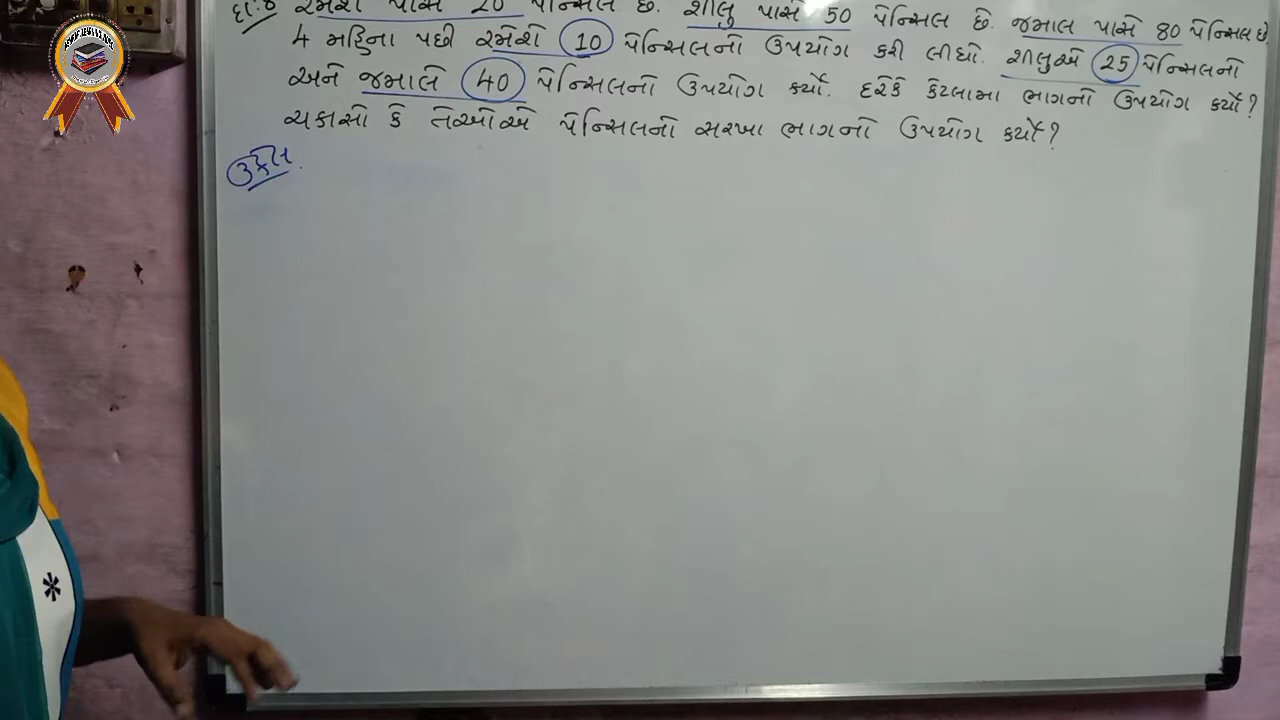 દા:૪ રમેશ પાસે 20 પેન્સિલ છે. શીલુ પાસે 50 પેન્સિલ છે. જમાલ પાસે 80 પેન્સિલ છે
4 મહિના પછી રમેશે 10 પેન્સિલનો ઉપયોગ કરી લીધો. શીલુએ 25 પેન્સિલનો
અને જમાલે 40 પેન્સિલનો ઉપયોગ કર્યો. દરેકે કેટલામા ભાગનો ઉપયોગ કર્યો?
ચકાસો કે તેઓએ પેન્સિલનો સરખા ભાગનો ઉપયોગ કર્યો?
ઉકેલ.